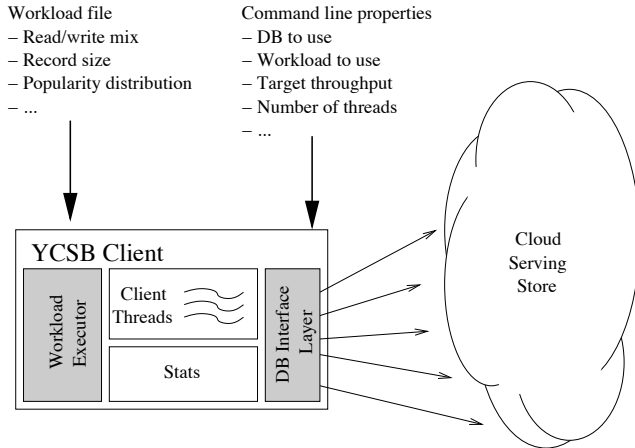 Workload file
– Read/write mix
– Record size
– Popularity distribution
– ...
Command line properties
– DB to use
– Workload to use
– Target throughput
– Number of threads
– ...
YCSB Client
Workload
Executor
Client
Threads
Stats
DB Interface
Layer
Cloud
Serving
Store